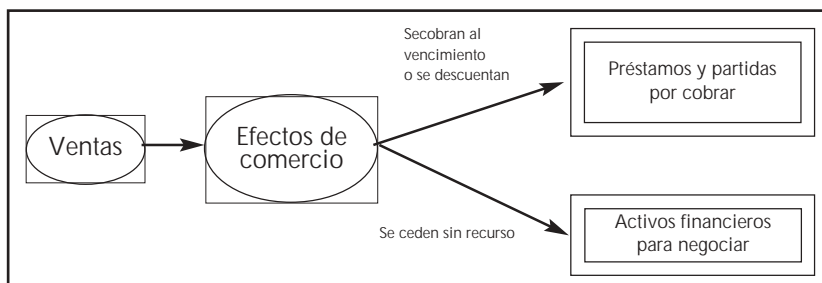 Secobran al
vencimiento
o se descuentan
Préstamos y partidas
por cobrar
Ventas
Efectos de
comercio
Se ceden sin recurso
Activos financieros
para negociar